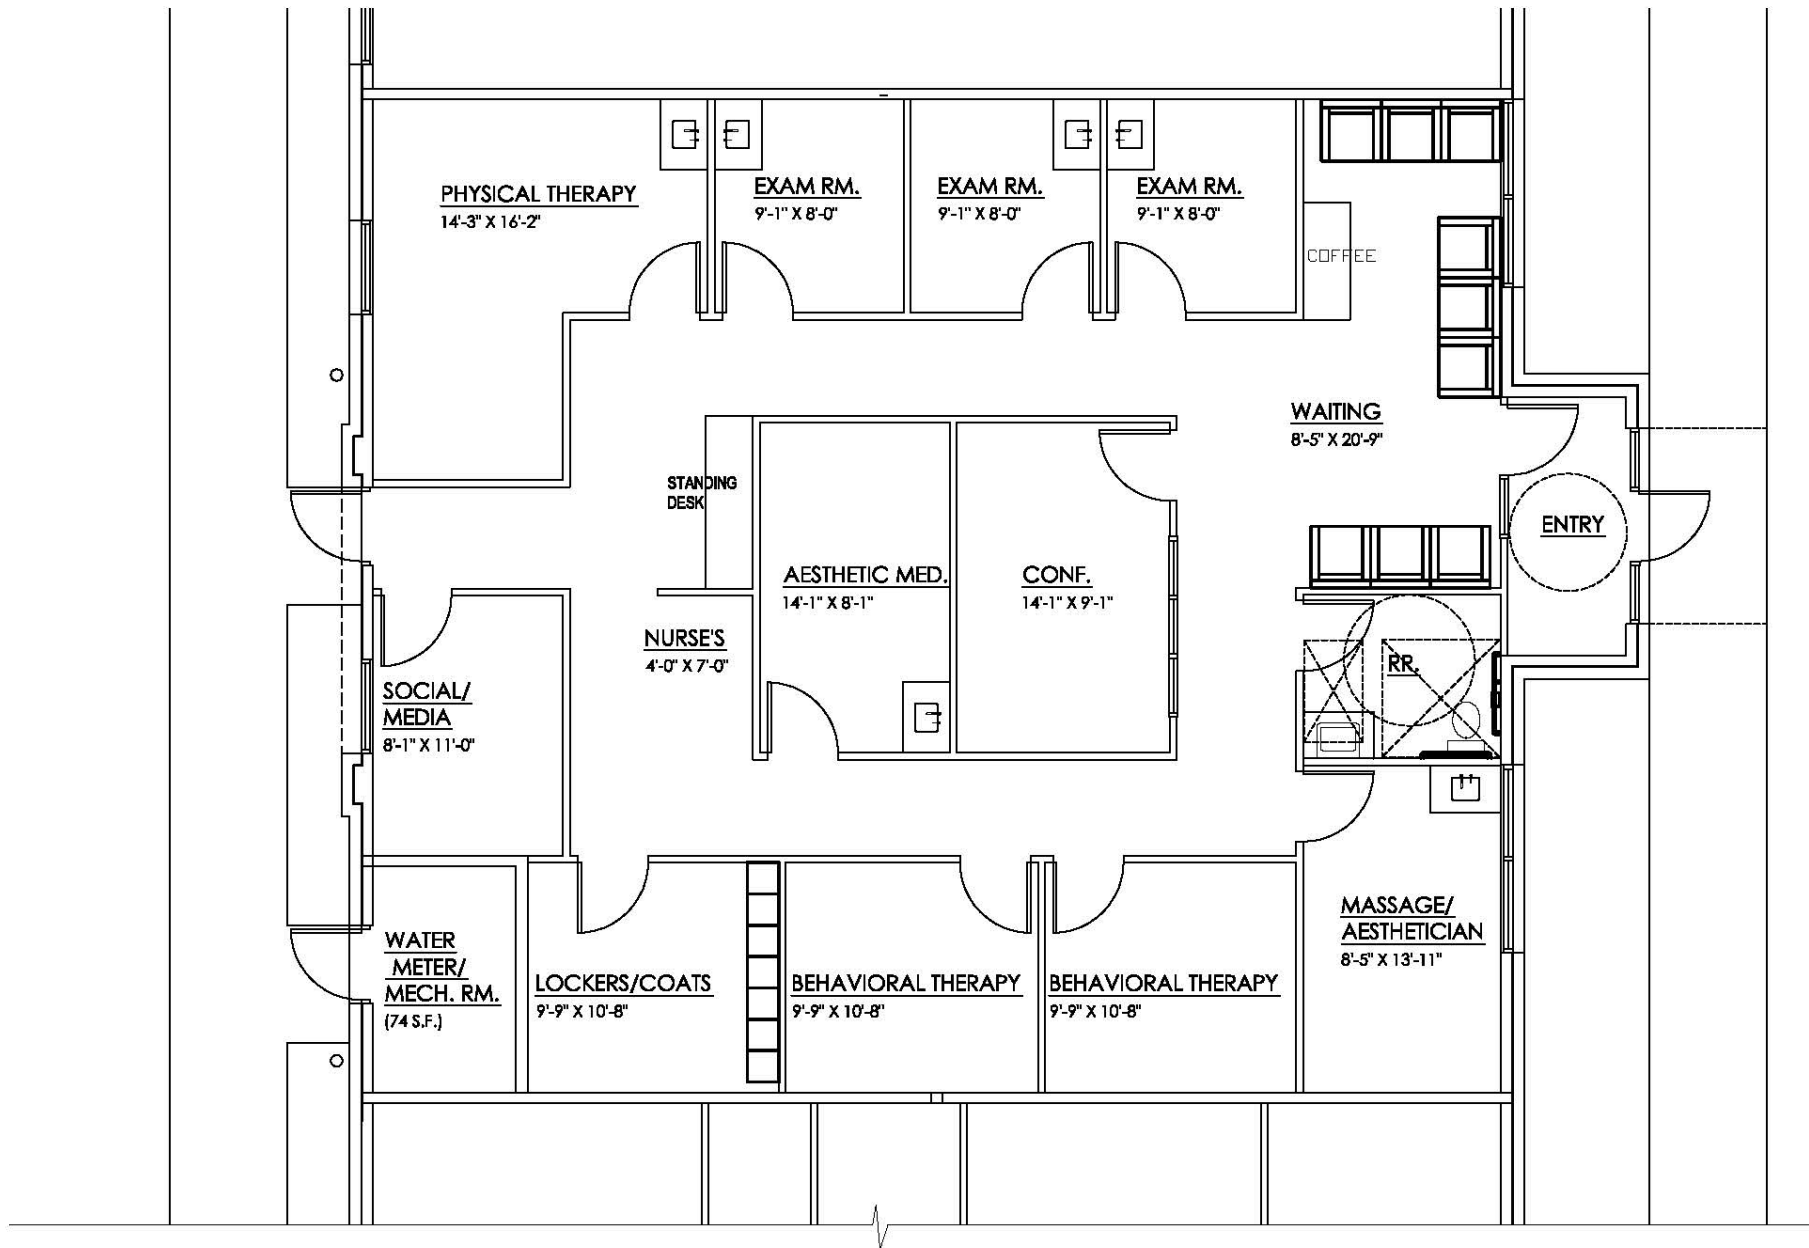 PHYSICAL THERAPY
14'-3" X 16'-2"
EXAM RM.
9'-1" X 8'-0"
EXAM RM.
9'-1" X 8'-0"
EXAM RM.
9'-1" X 8'-0"
COFFEE
WAITING
8'-5" X 20'-9"
STANDING
DESK
ENTRY
AESTHETIC MED.
14'-1" X 8'-1"
CONF.
14'-1" X 9'-1"
NURSE'S
4'-0" X 7'-0"
RR.
SOCIAL/
MEDIA
8'-1" X 11'-0"
WATER
METER/
MECH. RM.
(74 S.F.)
LOCKERS/COATS
9'-9" X 10'-8"
BEHAVIORAL THERAPY
9'-9" X 10'-8"
BEHAVIORAL THERAPY
9'-9" X 10'-8"
MASSAGE/
AESTHETICIAN
8'-5" X 13'-11"